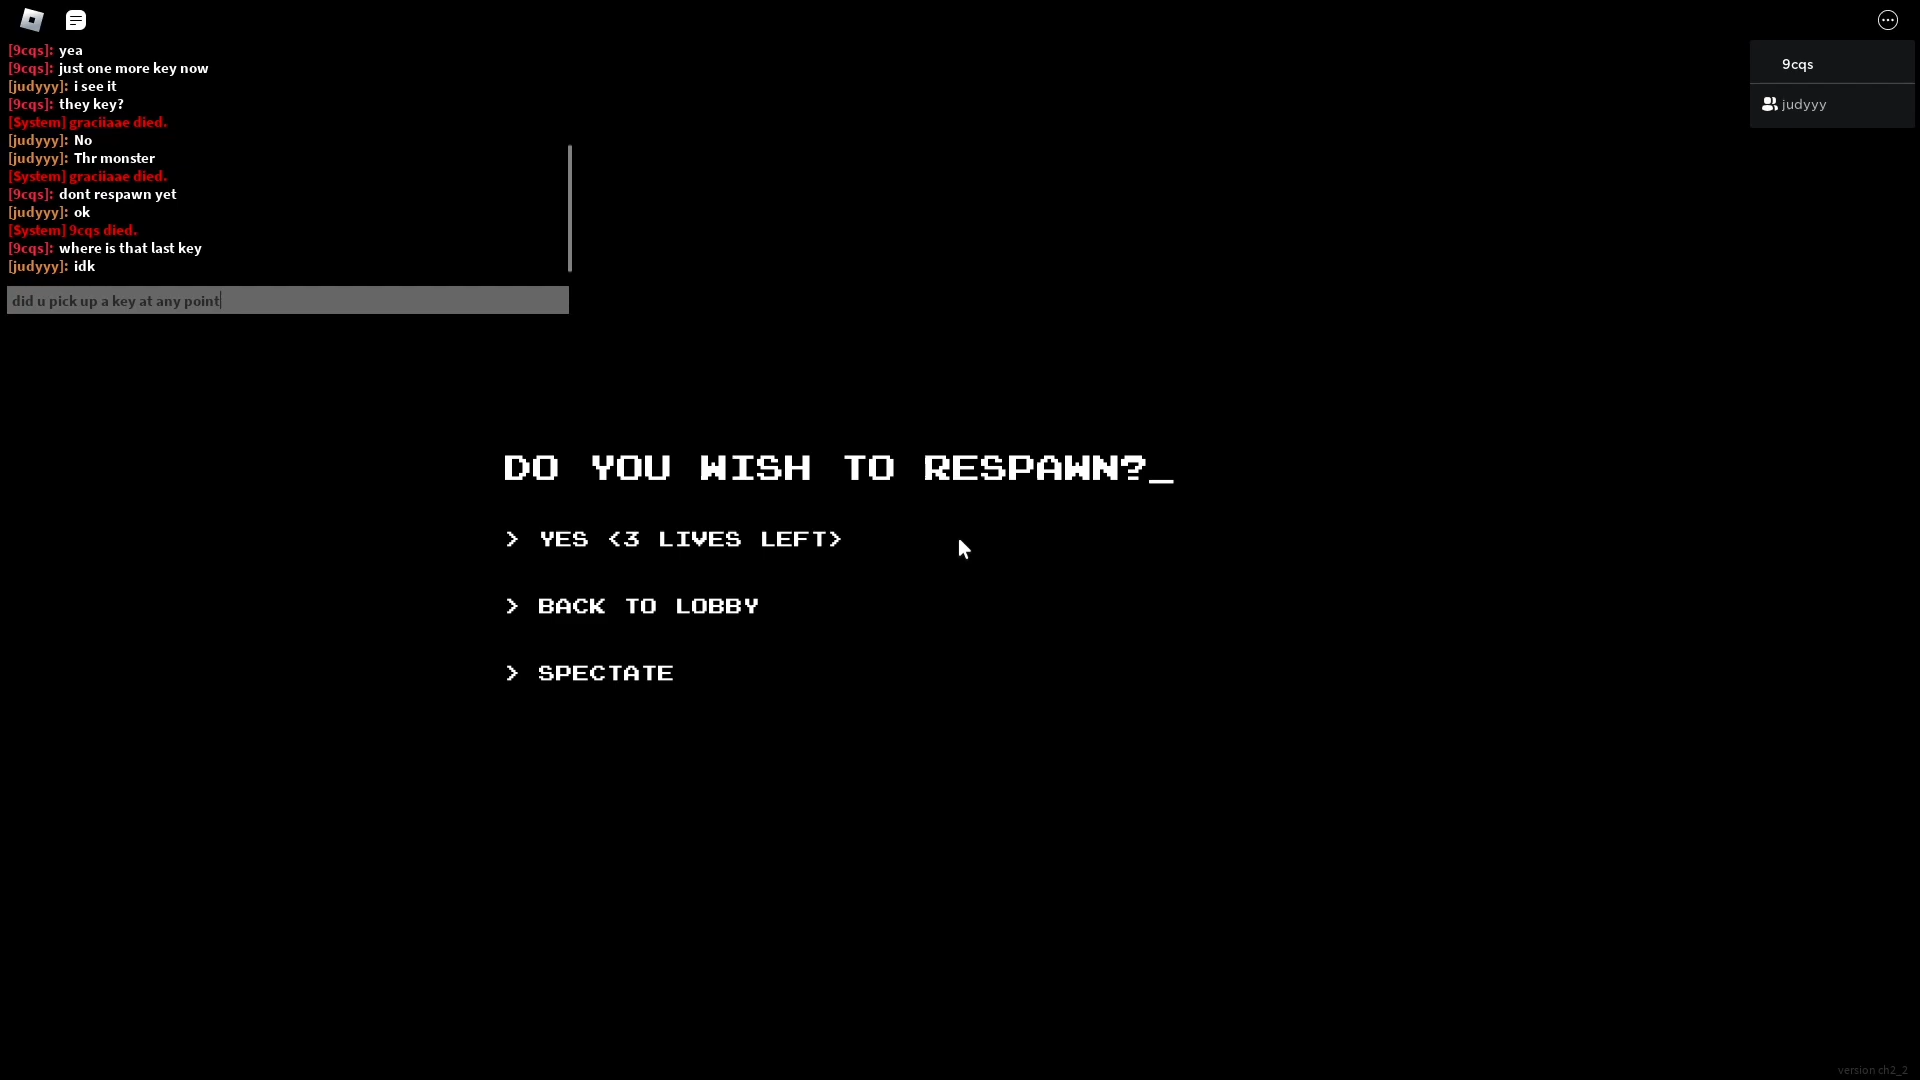 [9cqs]: yea
[9cqs]: just one more key now
[judyyy]: i see it
[9cqs]: they key?
[System] graciiaae died.
[judyyy]: No
[judyyy]: Thr monster
[System] graciiaae died.
[9cqs]: dont respawn yet
[judyyy]: ok
[System] 9cqs died.
[9cqs]: where is that last key
[judyyy]: idk
did u pick up a key at any point
9cqs
judyyy
DO YOU WISH TO RESPAWN?_
> YES <3 LIVES LEFT>
> BACK TO LOBBY
> SPECTATE
version ch2_2